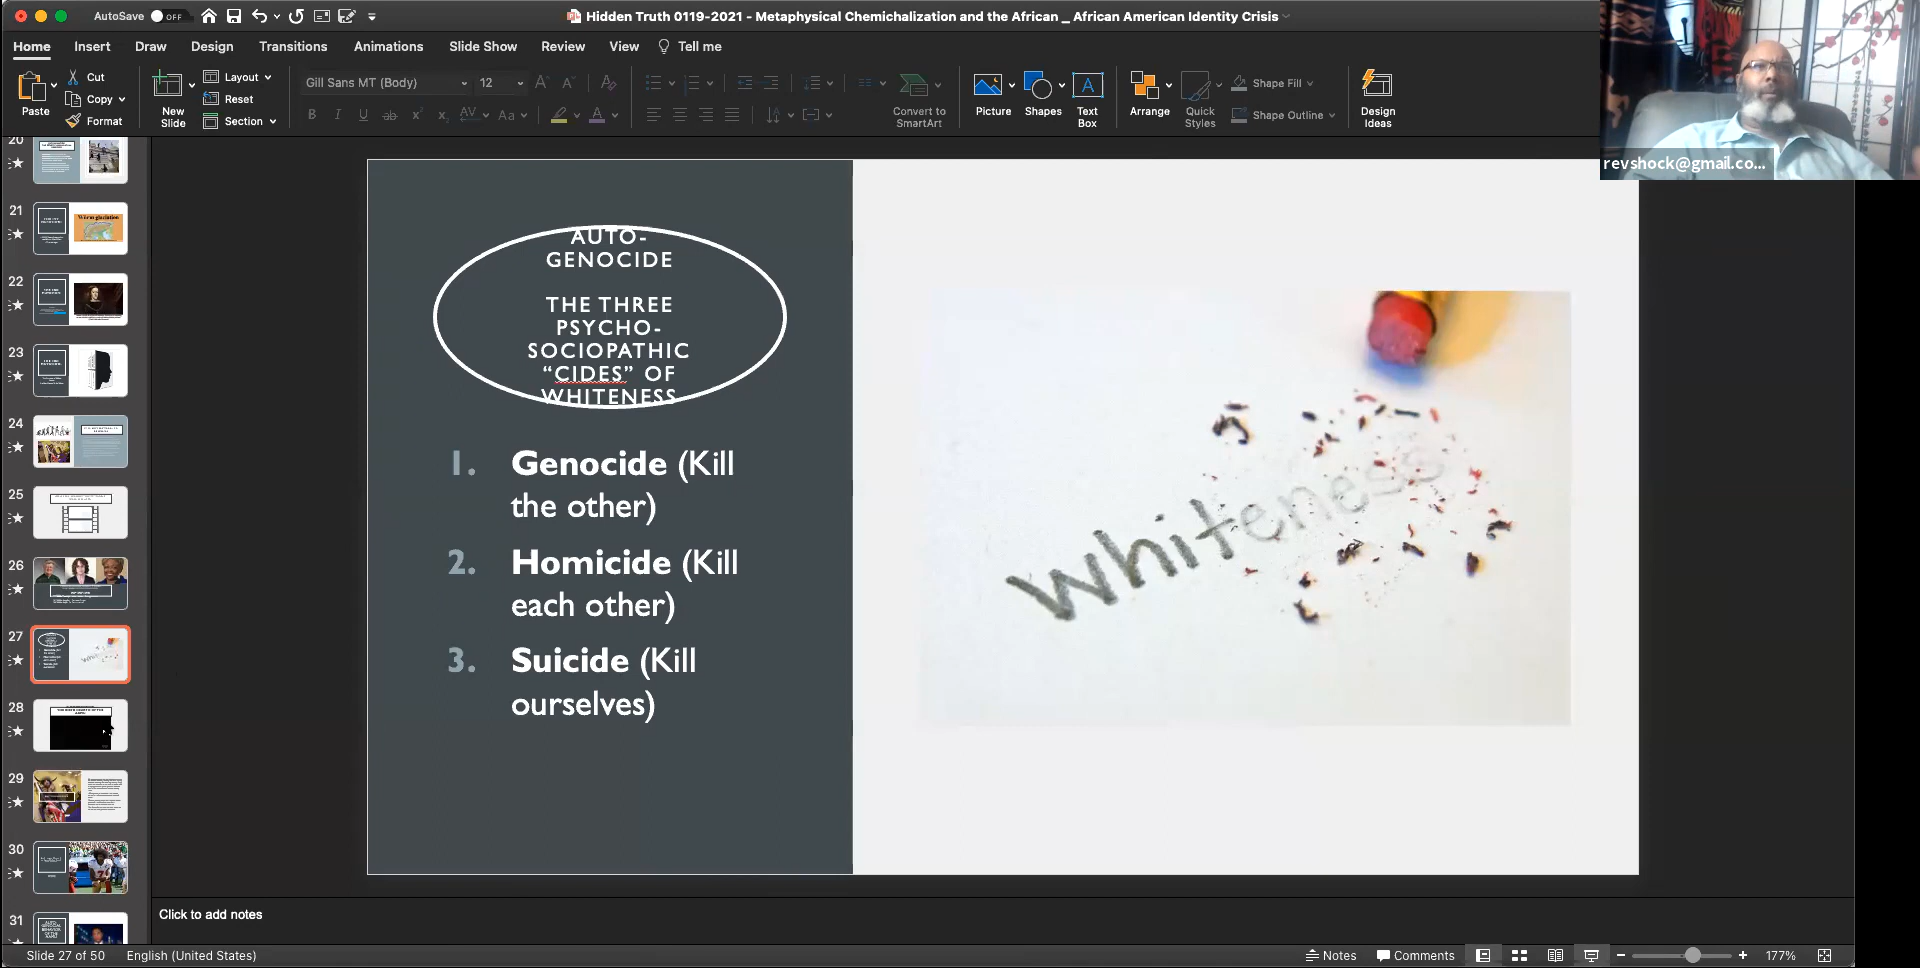 AutoSave OFF
Hidden Truth 0119-2021 - Metaphysical Chemichalization and the African _ African American Identity Crisis
Home Insert Draw Design Transitions Animations Slide Show Review View Tell me
Paste
Cut
Copy
Format
New
Slide
Layout
Reset
Section
Gill Sans MT (Body) 12
Convert to
SmartArt
Picture
Shapes
Text
Box
Arrange
Quick
Styles
Shape Fill
Shape Outline
Design
Ideas
revshock@gmail.co...
20
21
22
23
24
25
26
27
28
29
30
31
AUTO-
GENOCIDE
THE THREE
PSYCHO-
SOCIOPATHIC
“CIDES” OF
WHITENESS
1. Genocide (Kill
the other)
2. Homicide (Kill
each other)
3. Suicide (Kill
ourselves)
whiteness
Click to add notes
Slide 27 of 50 English (United States)
Notes Comments 177%